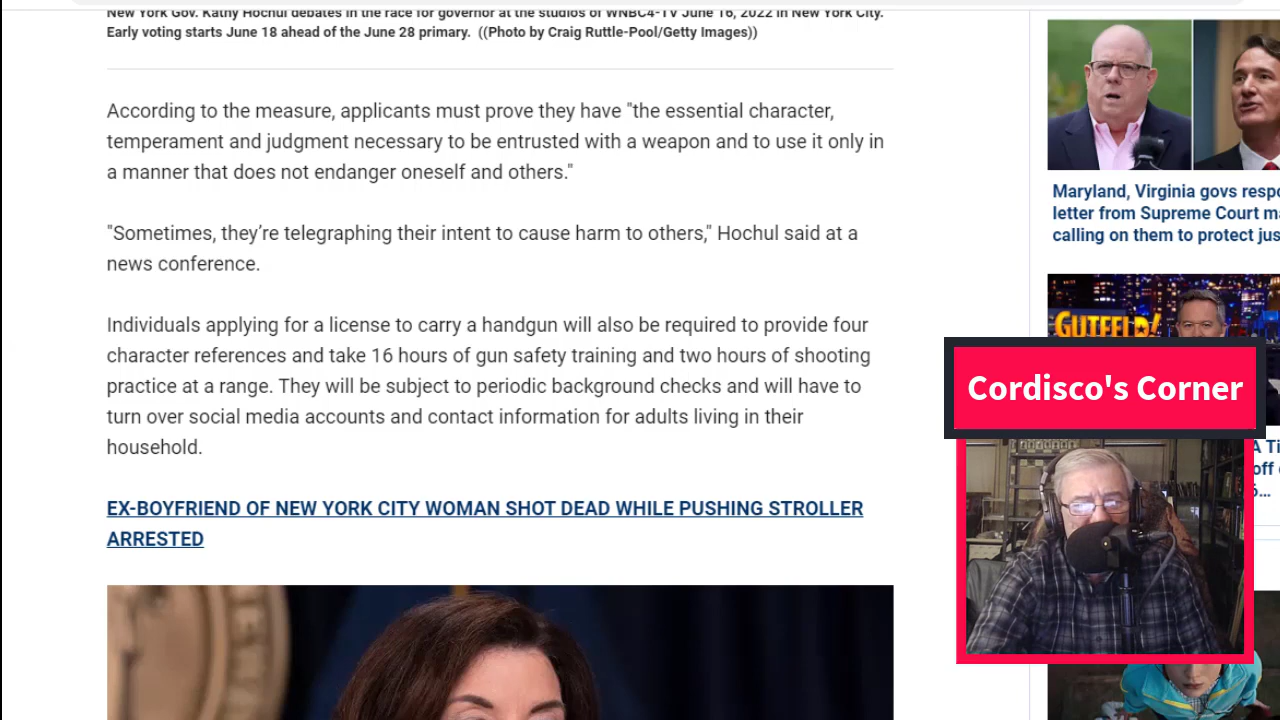 New York Gov. Kathy Hochul debates in the race for governor at the studios of WNBC4-TV June 16, 2022 in New York City.
Early voting starts June 18 ahead of the June 28 primary. ((Photo by Craig Ruttle-Pool/Getty Images))
According to the measure, applicants must prove they have "the essential character,
temperament and judgment necessary to be entrusted with a weapon and to use it only in
a manner that does not endanger oneself and others."
"Sometimes, they’re telegraphing their intent to cause harm to others," Hochul said at a
news conference.
Individuals applying for a license to carry a handgun will also be required to provide four
character references and take 16 hours of gun safety training and two hours of shooting
practice at a range. They will be subject to periodic background checks and will have to
turn over social media accounts and contact information for adults living in their
household.
EX-BOYFRIEND OF NEW YORK CITY WOMAN SHOT DEAD WHILE PUSHING STROLLER
ARRESTED
Maryland, Virginia govs
letter from Supreme Court
calling on them to protect
GUTFELD!
Cordisco's Corner
A
off